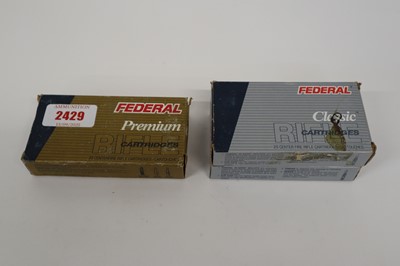 AMMUNITION
2429
FEDERAL
Premium
RIFLE
CARTRIDGES
FEDERAL
Classic
RIFLE
CARTRIDGES